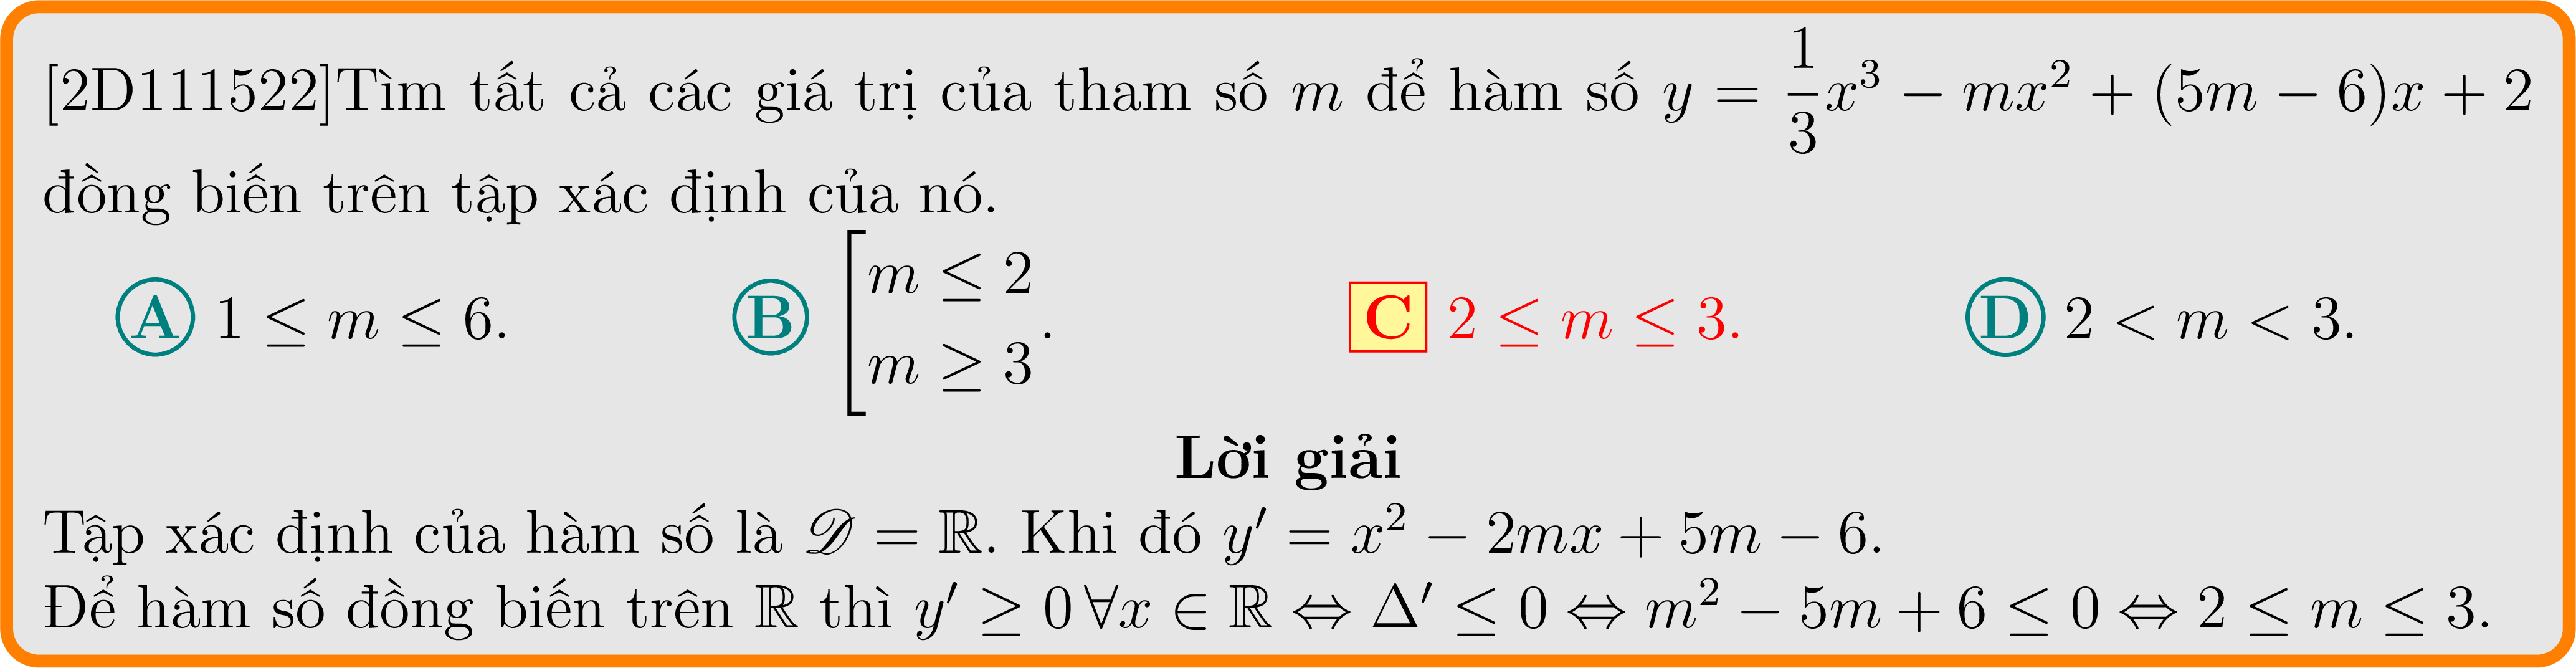 [2D111522]Tìm tất cả các giá trị của tham số $m$ để hàm số $y = \dfrac{1}{3}x^3 - mx^2 + (5m - 6)x + 2$
đồng biến trên tập xác định của nó.
A $1 \leq m \leq 6$. B $\left[\begin{array}{l} m \leq 2 \\ m \geq 3 \end{array}\right.$. C $2 \leq m \leq 3$. D $2 < m < 3$.
Lời giải
Tập xác định của hàm số là $\mathscr{D} = \mathbb{R}$. Khi đó $y' = x^2 - 2mx + 5m - 6$.
Để hàm số đồng biến trên $\mathbb{R}$ thì $y' \geq 0\, \forall x \in \mathbb{R} \Leftrightarrow \Delta' \leq 0 \Leftrightarrow m^2 - 5m + 6 \leq 0 \Leftrightarrow 2 \leq m \leq 3$.